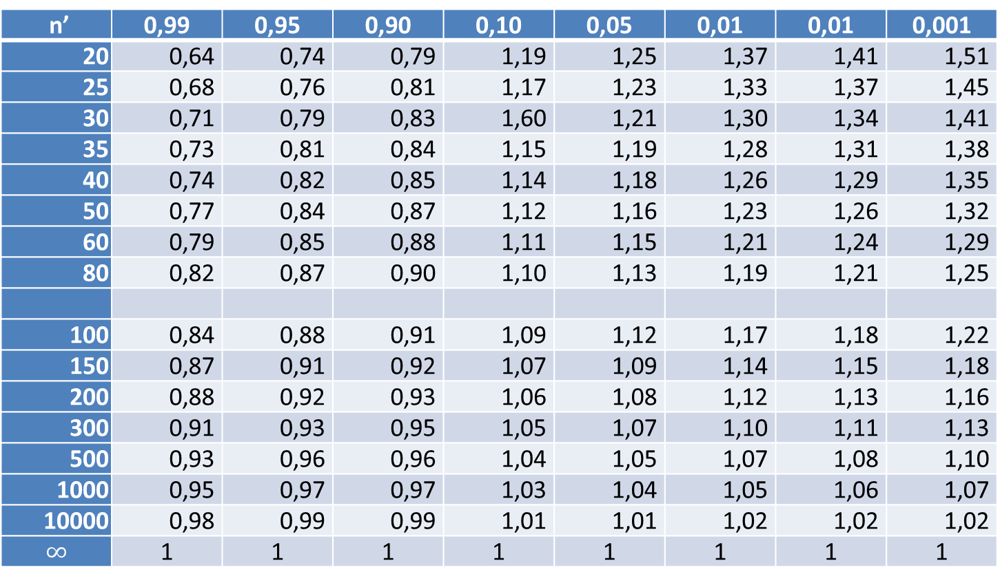 n’ 0,99 0,95 0,90 0,10 0,05 0,01 0,01 0,001
20 0,64 0,74 0,79 1,19 1,25 1,37 1,41 1,51
25 0,68 0,76 0,81 1,17 1,23 1,33 1,37 1,45
30 0,71 0,79 0,83 1,60 1,21 1,30 1,34 1,41
35 0,73 0,81 0,84 1,15 1,19 1,28 1,31 1,38
40 0,74 0,82 0,85 1,14 1,18 1,26 1,29 1,35
50 0,77 0,84 0,87 1,12 1,16 1,23 1,26 1,32
60 0,79 0,85 0,88 1,11 1,15 1,21 1,24 1,29
80 0,82 0,87 0,90 1,10 1,13 1,19 1,21 1,25
100 0,84 0,88 0,91 1,09 1,12 1,17 1,18 1,22
150 0,87 0,91 0,92 1,07 1,09 1,14 1,15 1,18
200 0,88 0,92 0,93 1,06 1,08 1,12 1,13 1,16
300 0,91 0,93 0,95 1,05 1,07 1,10 1,11 1,13
500 0,93 0,96 0,96 1,04 1,05 1,07 1,08 1,10
1000 0,95 0,97 0,97 1,03 1,04 1,05 1,06 1,07
10000 0,98 0,99 0,99 1,01 1,01 1,02 1,02 1,02
∞ 1 1 1 1 1 1 1 1